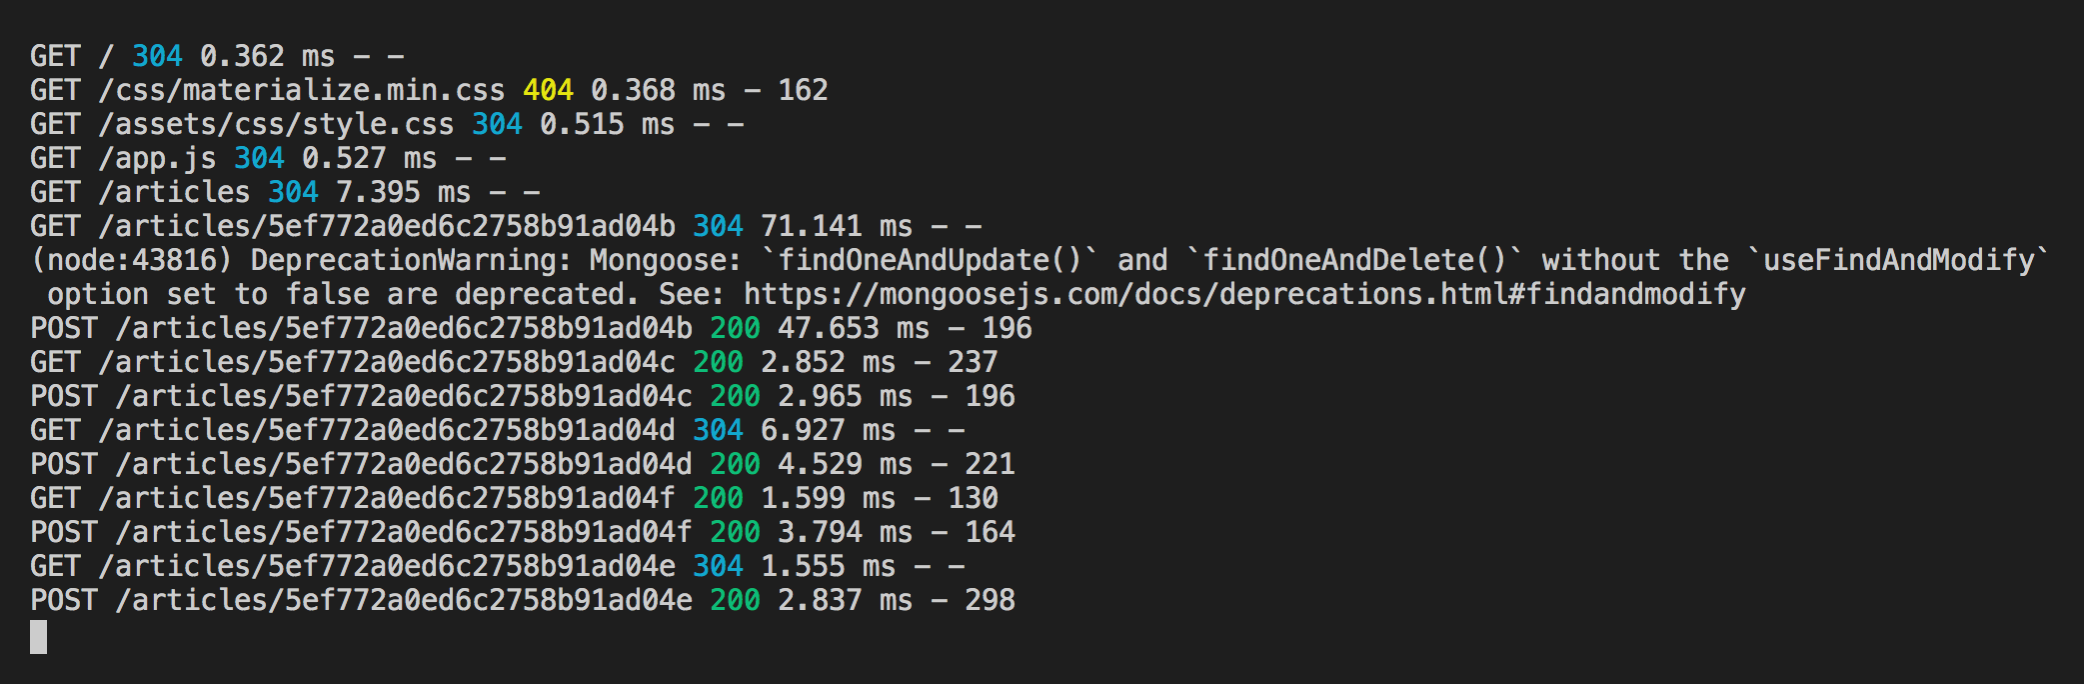 GET / 304 0.362 ms - -
GET /css/materialize.min.css 404 0.368 ms - 162
GET /assets/css/style.css 304 0.515 ms - -
GET /app.js 304 0.527 ms - -
GET /articles 304 7.395 ms - -
GET /articles/5ef772a0ed6c2758b91ad04b 304 71.141 ms - -
(node:43816) DeprecationWarning: Mongoose: `findOneAndUpdate()` and `findOneAndDelete()` without the `useFindAndModify`
 option set to false are deprecated. See: https://mongoosejs.com/docs/deprecations.html#findandmodify
POST /articles/5ef772a0ed6c2758b91ad04b 200 47.653 ms - 196
GET /articles/5ef772a0ed6c2758b91ad04c 200 2.852 ms - 237
POST /articles/5ef772a0ed6c2758b91ad04c 200 2.965 ms - 196
GET /articles/5ef772a0ed6c2758b91ad04d 304 6.927 ms - -
POST /articles/5ef772a0ed6c2758b91ad04d 200 4.529 ms - 221
GET /articles/5ef772a0ed6c2758b91ad04f 200 1.599 ms - 130
POST /articles/5ef772a0ed6c2758b91ad04f 200 3.794 ms - 164
GET /articles/5ef772a0ed6c2758b91ad04e 304 1.555 ms - -
POST /articles/5ef772a0ed6c2758b91ad04e 200 2.837 ms - 298